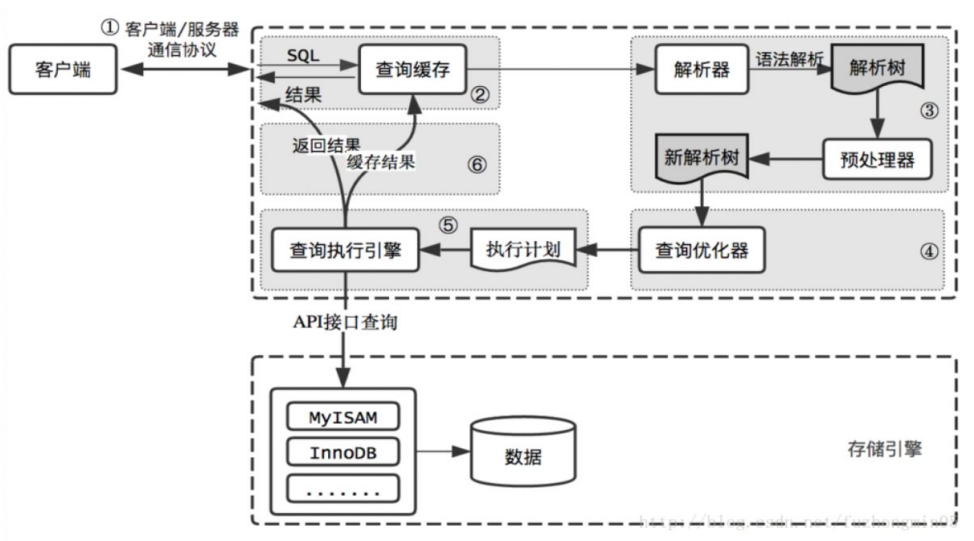 ① 客户端/服务器
通信协议
客户端
SQL
结果
查询缓存
②
解析器
语法解析
解析树
③
预处理器
新解析树
返回结果
缓存结果
⑥
查询执行引擎
⑤
执行计划
查询优化器
④
API接口查询
MyISAM
InnoDB
.......
数据
存储引擎